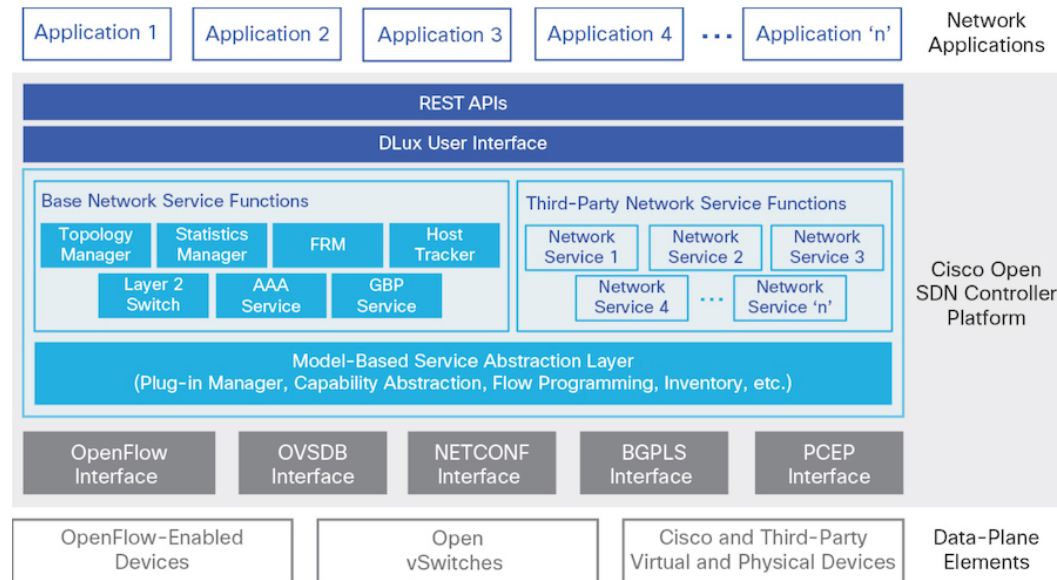 Application 1
Application 2
Application 3
Application 4
...
Application ‘n’
Network
Applications
REST APIs
DLux User Interface
Base Network Service Functions
Topology
Manager
Statistics
Manager
FRM
Host
Tracker
Layer 2
Switch
AAA
Service
GBP
Service
Third-Party Network Service Functions
Network
Service 1
Network
Service 2
Network
Service 3
Network
Service 4
...
Network
Service ‘n’
Model-Based Service Abstraction Layer
(Plug-in Manager, Capability Abstraction, Flow Programming, Inventory, etc.)
Cisco Open
SDN Controller
Platform
OpenFlow
Interface
OVSDB
Interface
NETCONF
Interface
BGPLS
Interface
PCEP
Interface
OpenFlow-Enabled
Devices
Open
vSwitches
Cisco and Third-Party
Virtual and Physical Devices
Data-Plane
Elements